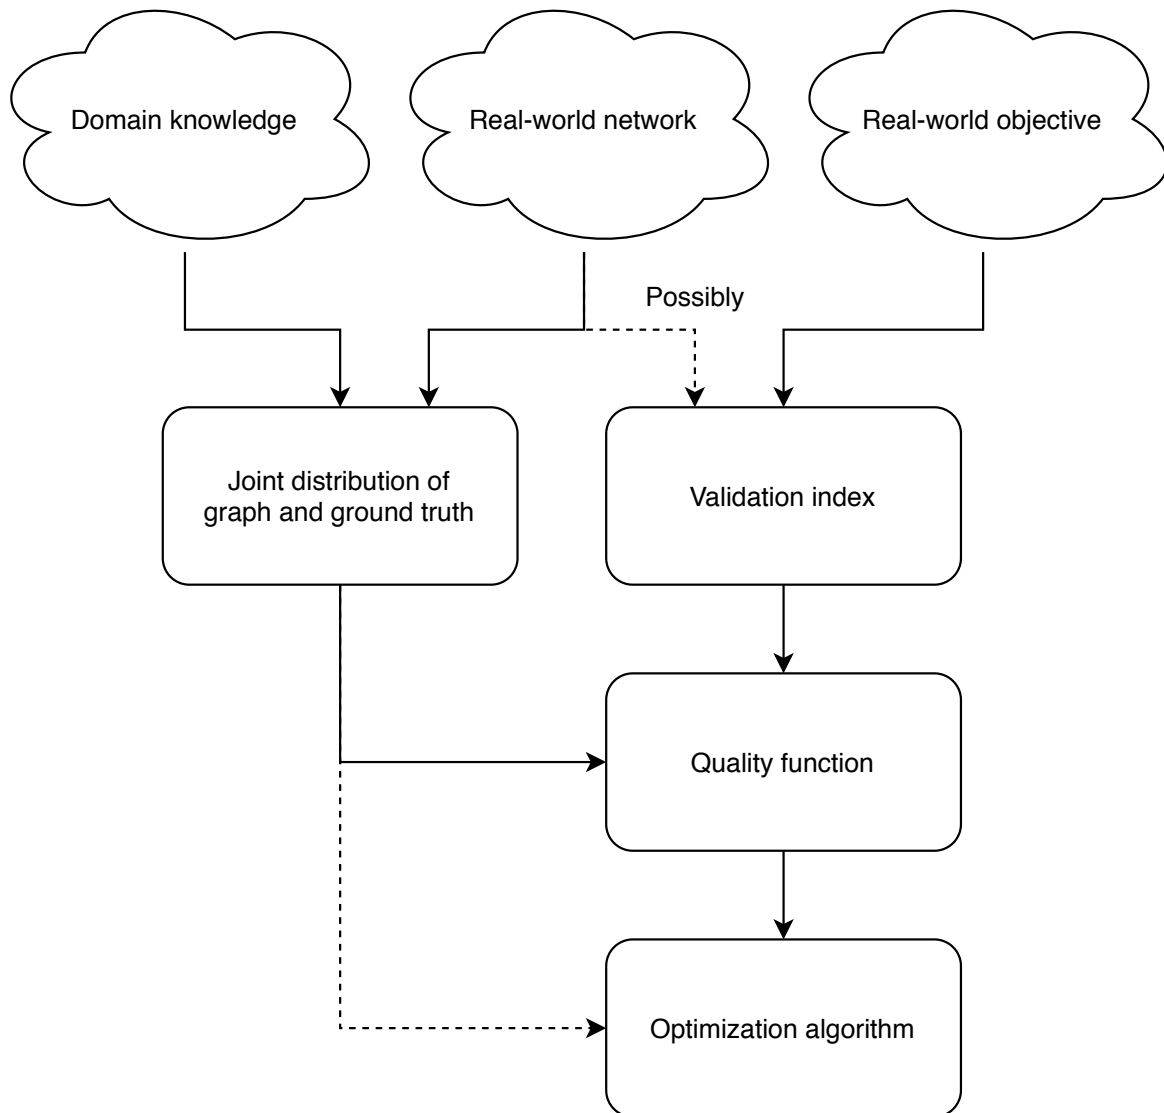 Domain knowledge
Real-world network
Real-world objective
Possibly
Joint distribution of
graph and ground truth
Validation index
Quality function
Optimization algorithm